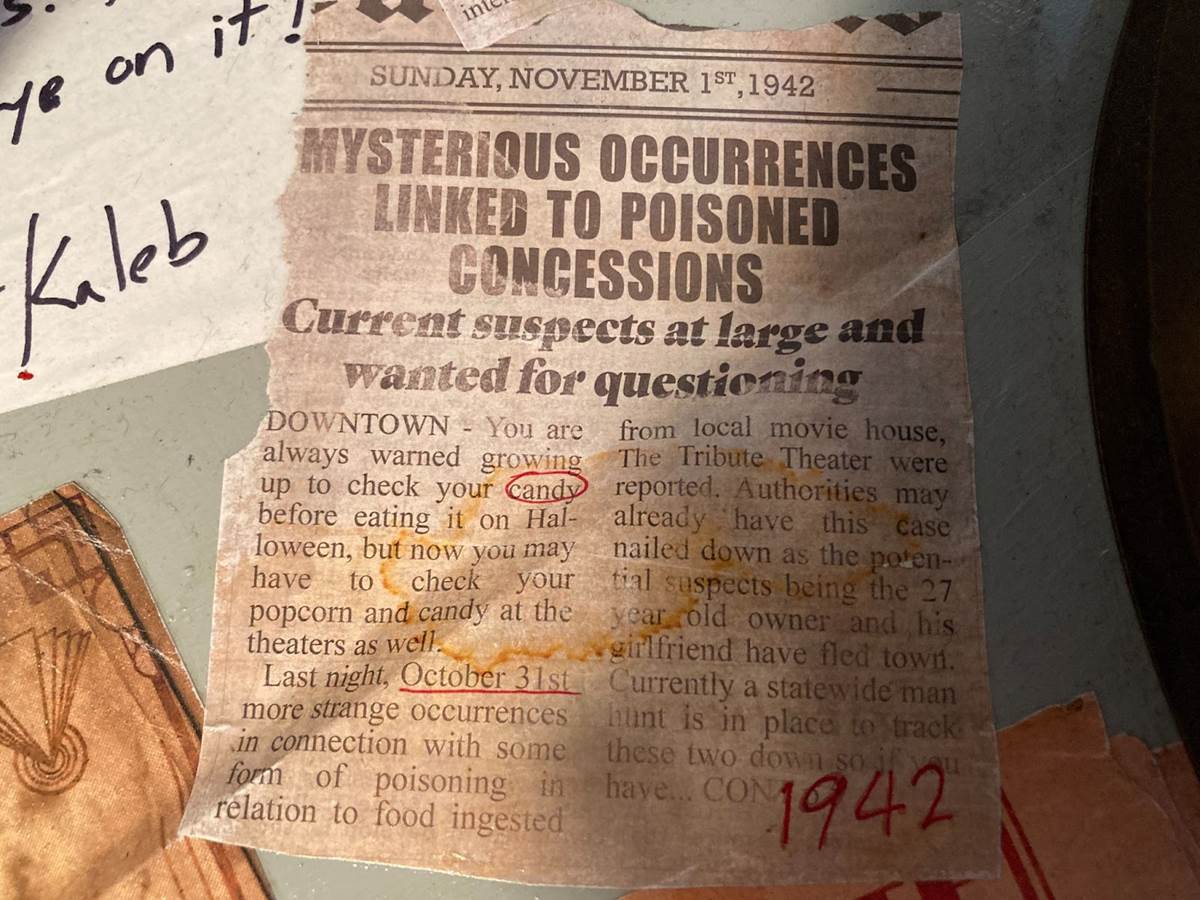 s.
ye on it!
-Kaleb
inte
SUNDAY, NOVEMBER 1ST, 1942
MYSTERIOUS OCCURRENCES
LINKED TO POISONED
CONCESSIONS
Current suspects at large and
wanted for questioning
DOWNTOWN - You are
always warned growing
up to check your candy
before eating it on Hal-
loween, but now you may
have to check your
popcorn and candy at the
theaters as well.
Last night, October 31st
more strange occurrences
in connection with some
form of poisoning in
relation to food ingested
from local movie house,
The Tribute Theater were
reported. Authorities may
already have this case
nailed down as the poten-
tial suspects being the 27
year old owner and his
girlfriend have fled town.
Currently a statewide man
hunt is in place to track
these two down so if you
have... CON
1942